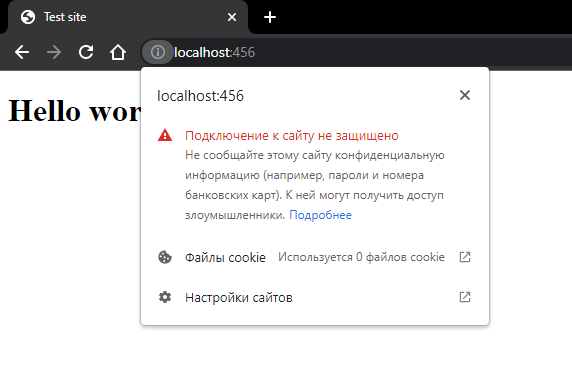 Test site
localhost:456
localhost:456
Hello wor
Подключение к сайту не защищено
Не сообщайте этому сайту конфиденциальную
информацию (например, пароли и номера
банковских карт). К ней могут получить доступ
злоумышленники. Подробнее
Файлы cookie Используется 0 файлов cookie
Настройки сайтов